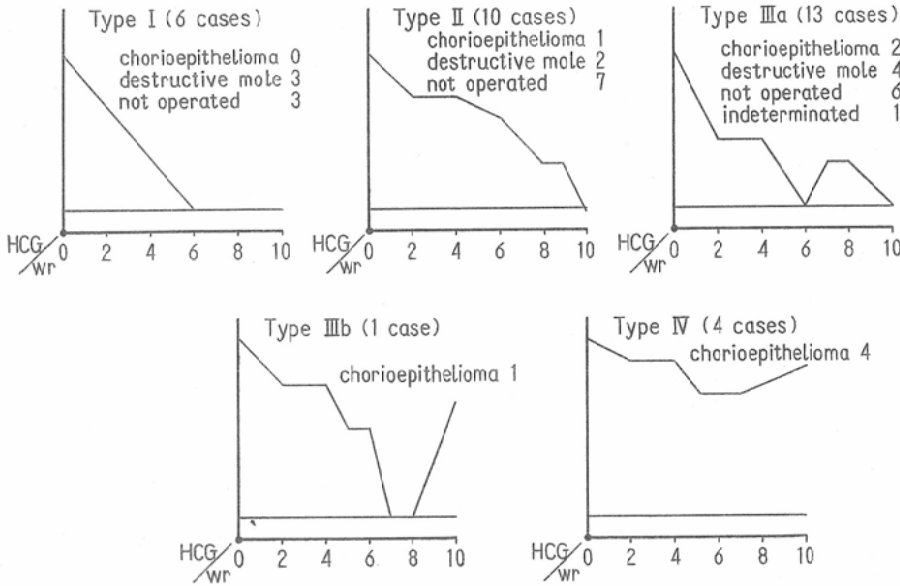 Type I (6 cases)
chorioepithelioma 0
destructive mole 3
not operated 3
HCG/wr 0 2 4 6 8 10
Type II (10 cases)
chorioepithelioma 1
destructive mole 2
not operated 7
HCG/wr 0 2 4 6 8 10
Type IIIa (13 cases)
chorioepithelioma 2
destructive mole 4
not operated 6
indeterminated 1
HCG/wr 0 2 4 6 8 10
Type IIIb (1 case)
chorioepithelioma 1
HCG/wr 0 2 4 6 8 10
Type IV (4 cases)
chorioepithelioma 4
HCG/wr 0 2 4 6 8 10